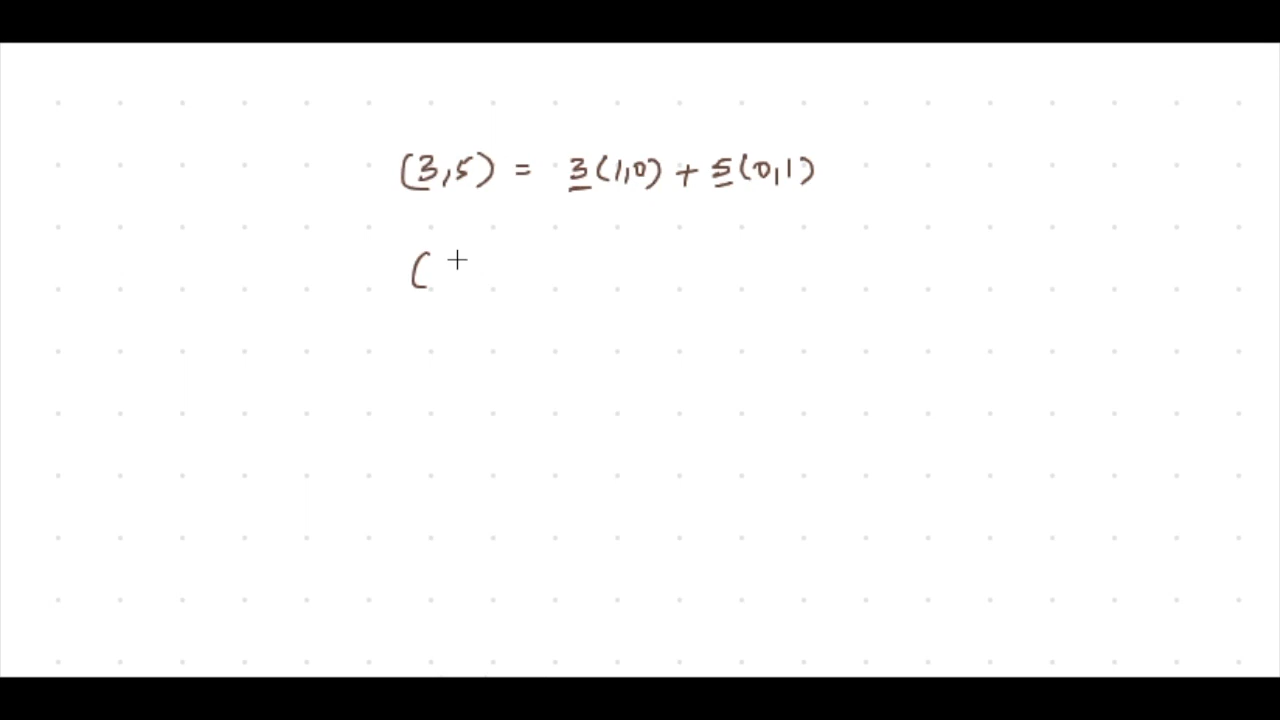 (3,5) = 3(1,0) + 5(0,1)
(